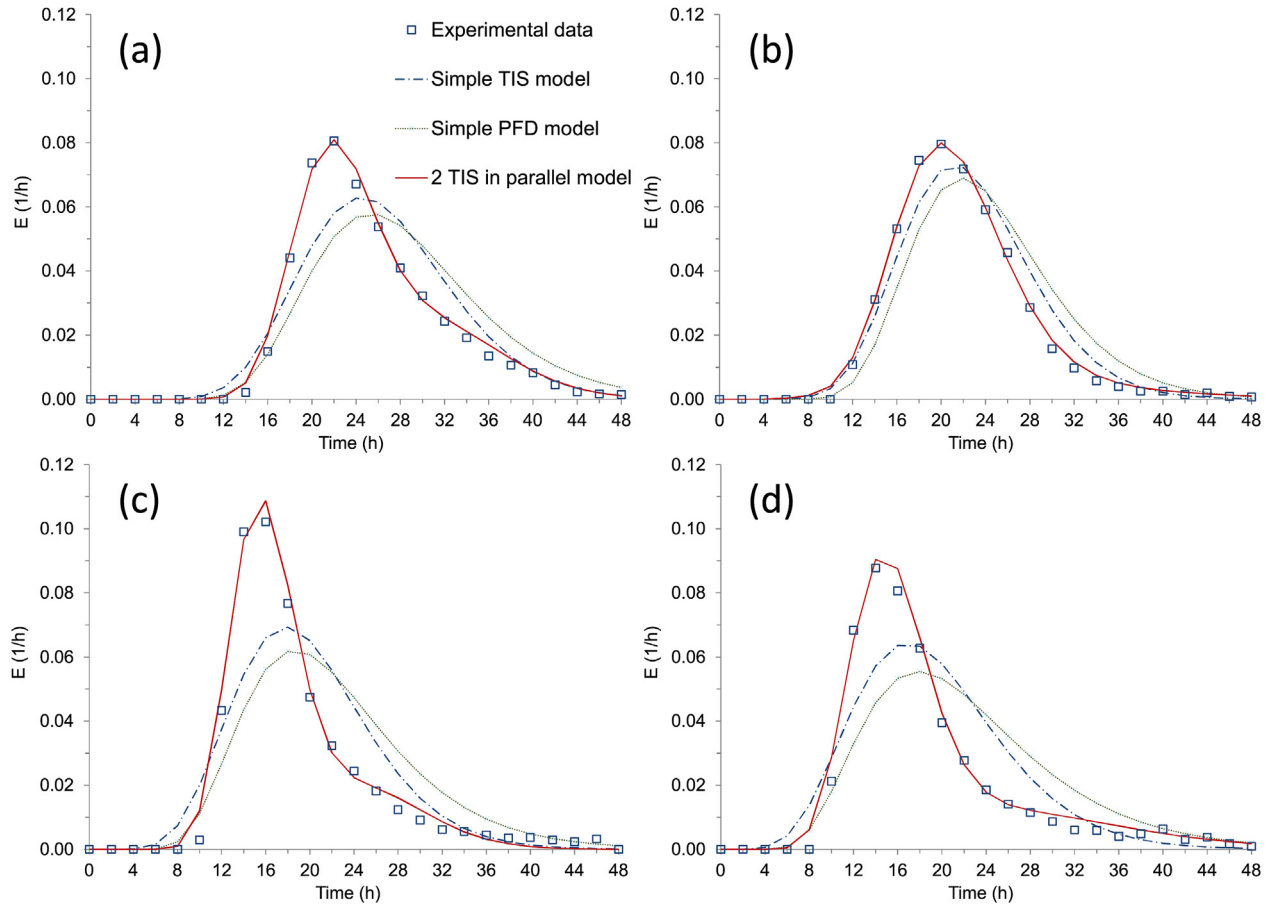 (a)
Experimental data
Simple TIS model
Simple PFD model
2 TIS in parallel model
E (1/h)
0.12
0.10
0.08
0.06
0.04
0.02
0.00
0 4 8 12 16 20 24 28 32 36 40 44 48
Time (h)
(b)
E (1/h)
0.12
0.10
0.08
0.06
0.04
0.02
0.00
0 4 8 12 16 20 24 28 32 36 40 44 48
Time (h)
(c)
E (1/h)
0.12
0.10
0.08
0.06
0.04
0.02
0.00
0 4 8 12 16 20 24 28 32 36 40 44 48
Time (h)
(d)
E (1/h)
0.12
0.10
0.08
0.06
0.04
0.02
0.00
0 4 8 12 16 20 24 28 32 36 40 44 48
Time (h)